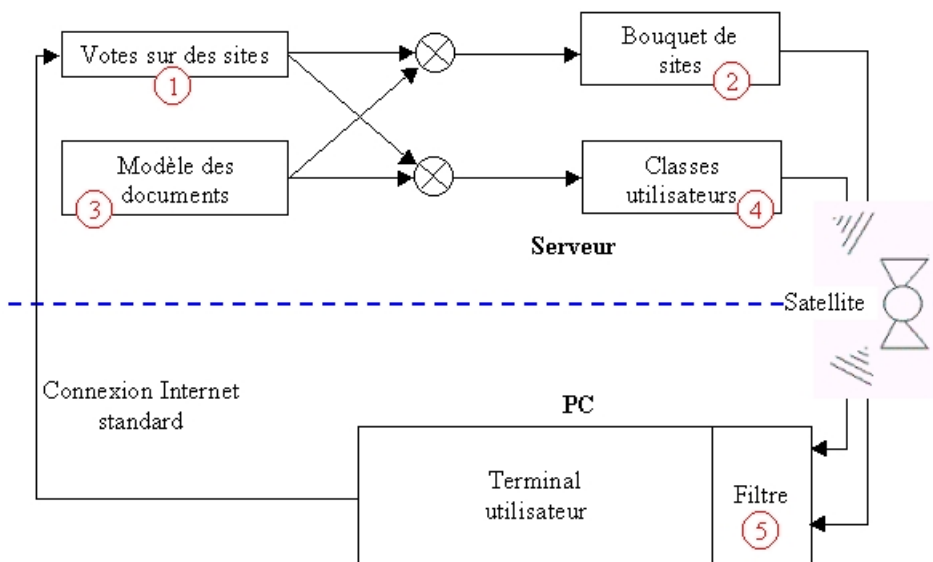 Votes sur des sites
1
Bouquet de
sites
2
Modèle des
documents
3
Classes
utilisateurs
4
Serveur
Satellite
Connexion Internet
standard
PC
Terminal
utilisateur
Filtre
5